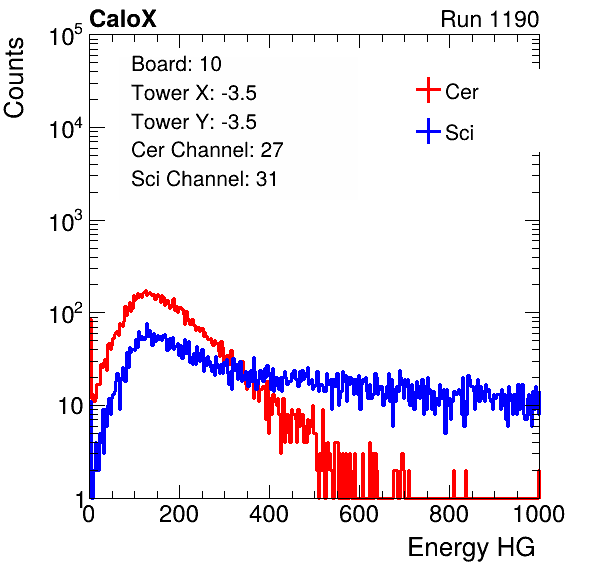 CaloX Run 1190
Counts
Board: 10
Tower X: -3.5
Tower Y: -3.5
Cer Channel: 27
Sci Channel: 31
Cer
Sci
10^5
10^4
10^3
10^2
10
1
0 200 400 600 800 1000
Energy HG